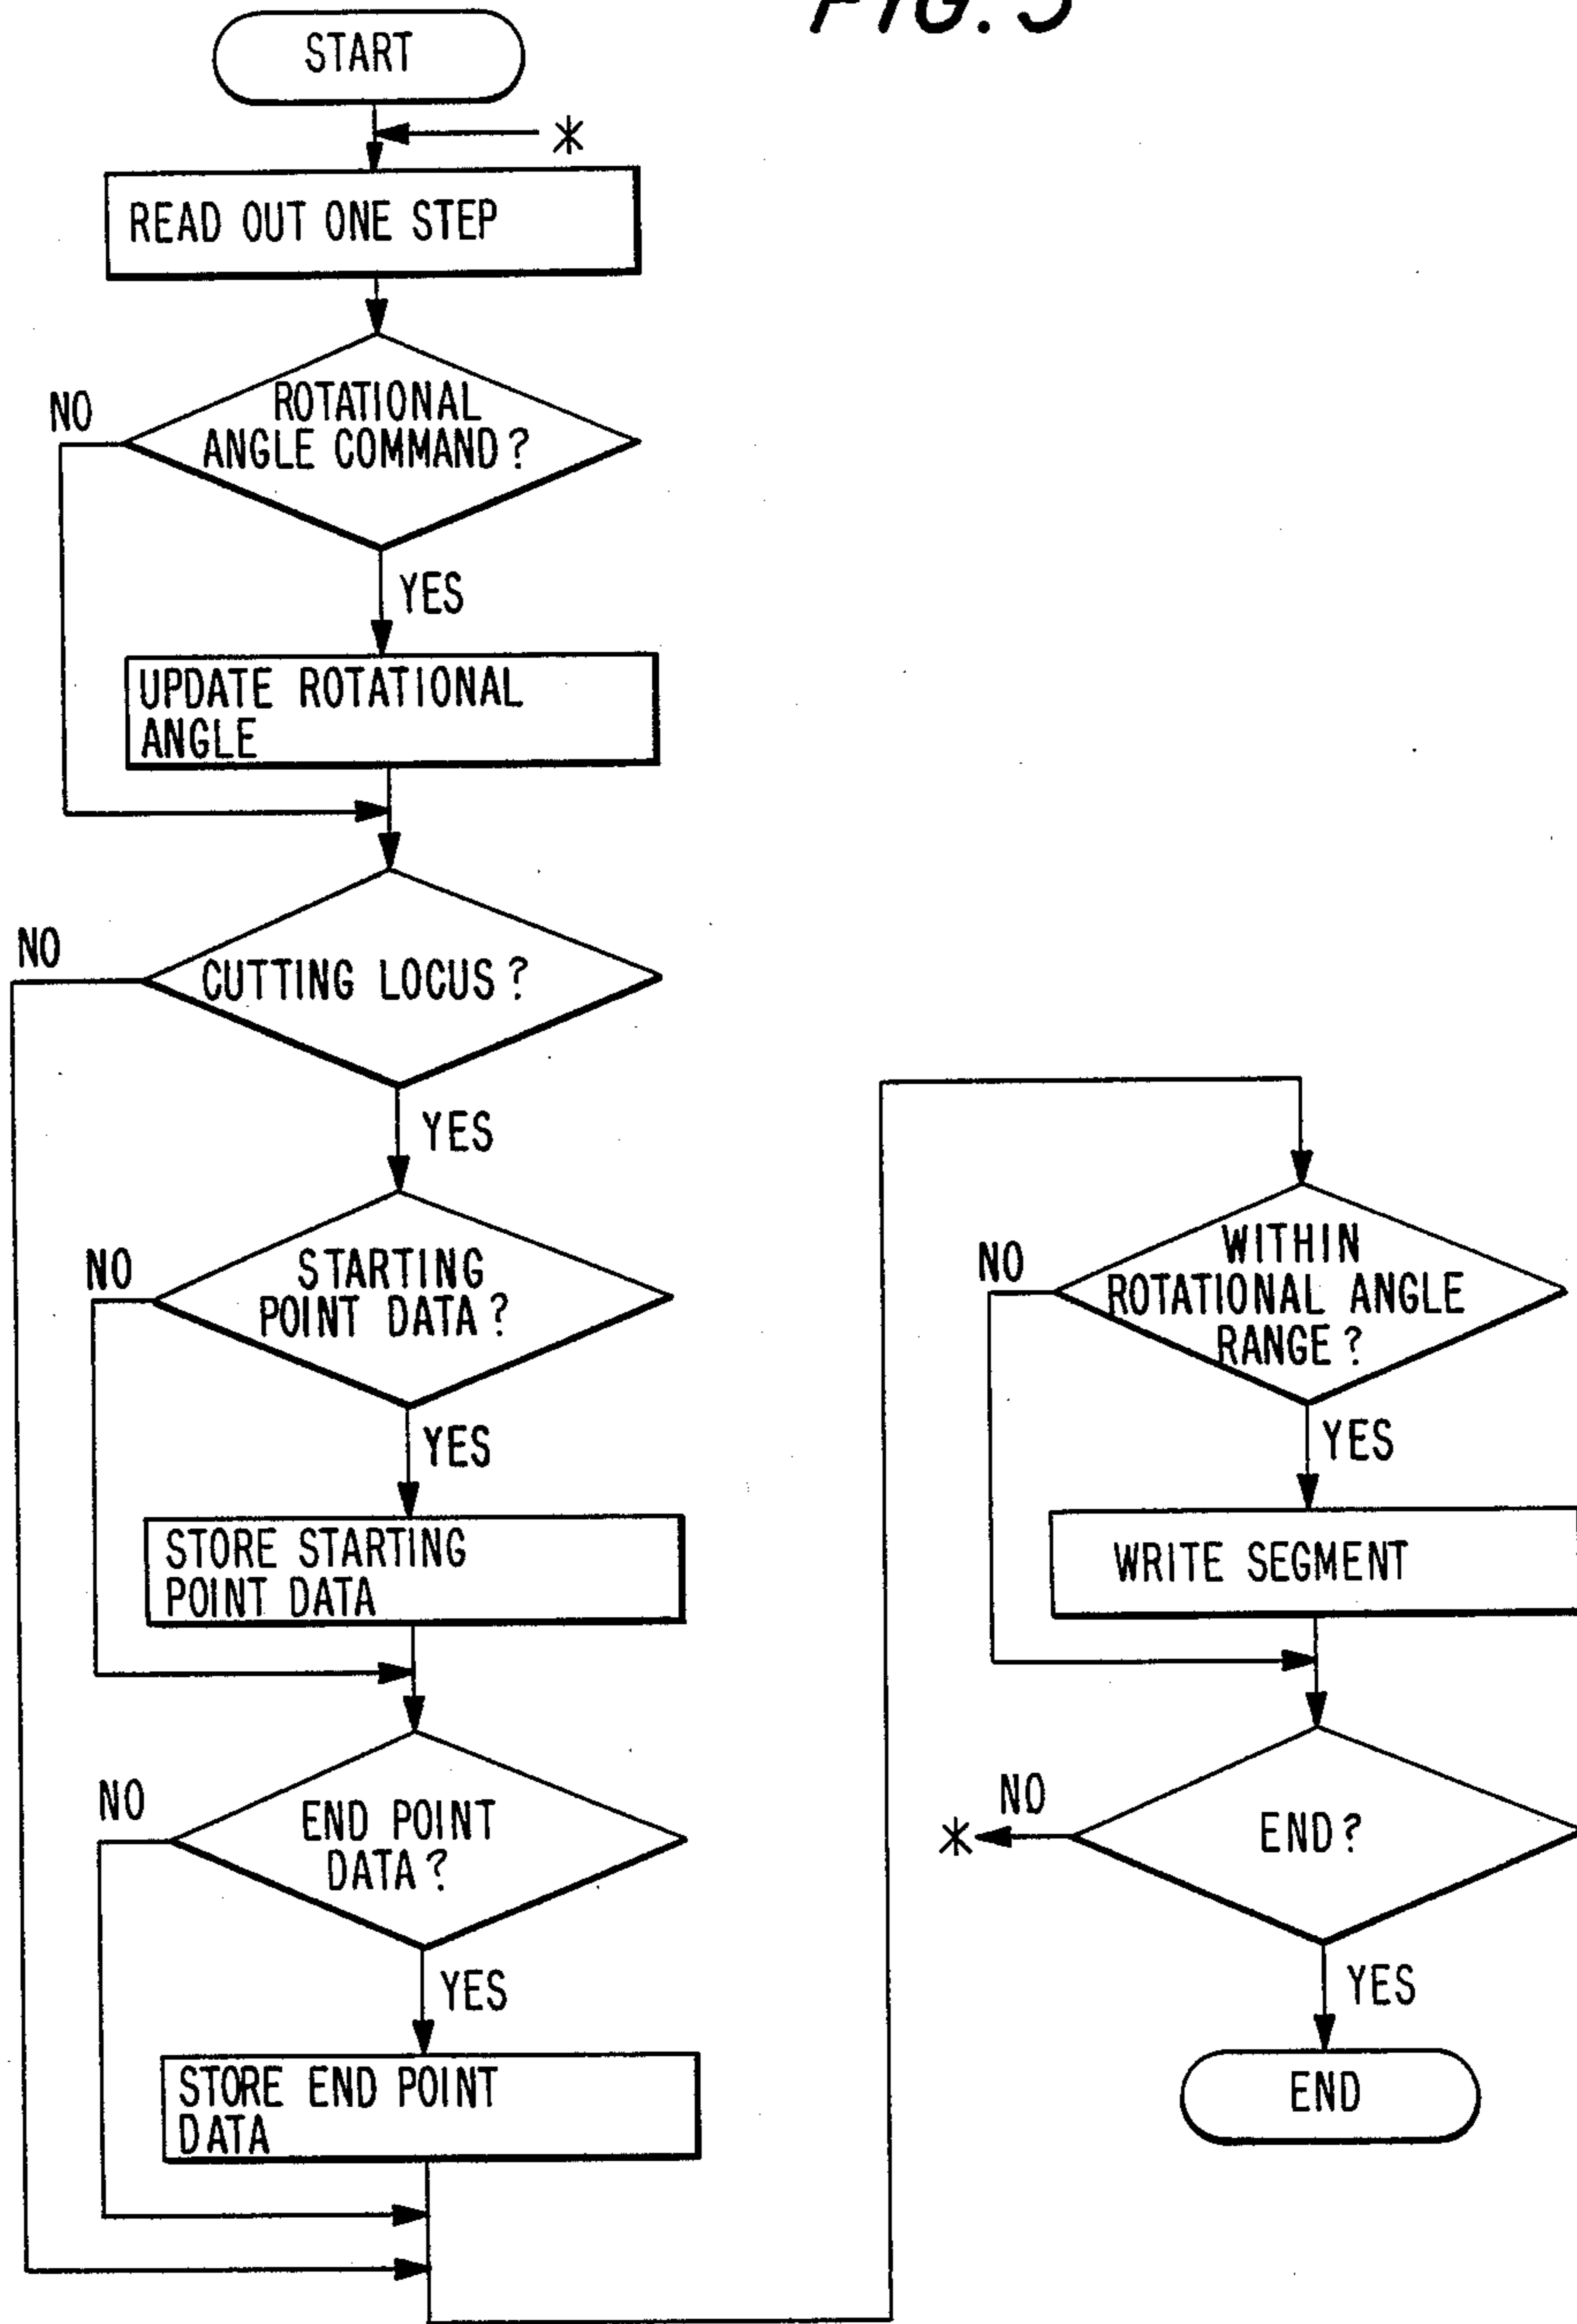 FIG. 5
START
*
READ OUT ONE STEP
NO
ROTATIONAL
ANGLE COMMAND?
YES
UPDATE ROTATIONAL
ANGLE
NO
CUTTING LOCUS?
YES
NO
STARTING
POINT DATA?
YES
STORE STARTING
POINT DATA
NO
END POINT
DATA?
YES
STORE END POINT
DATA
NO
WITHIN
ROTATIONAL ANGLE
RANGE?
YES
WRITE SEGMENT
* NO
END?
YES
END